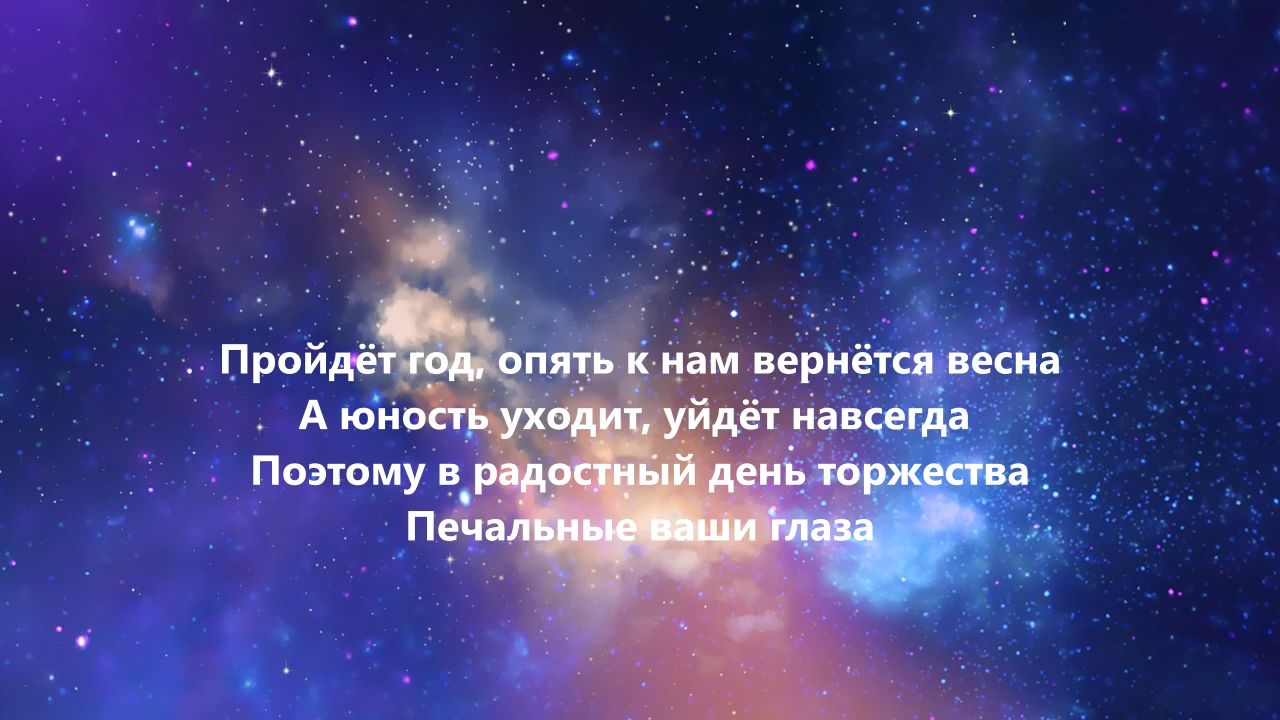 Пройдёт год, опять к нам вернётся весна
А юность уходит, уйдёт навсегда
Поэтому в радостный день торжества
Печальные ваши глаза